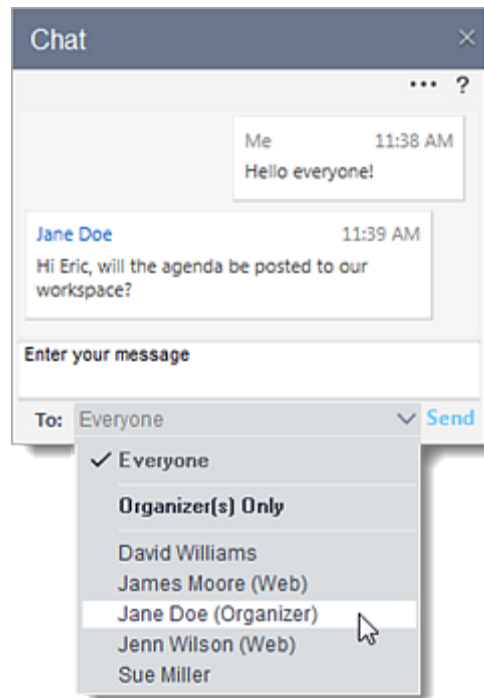 Chat
... ?
Me 11:38 AM
Hello everyone!
Jane Doe 11:39 AM
Hi Eric, will the agenda be posted to our
workspace?
Enter your message
To: Everyone Send
Everyone
Organizer(s) Only
David Williams
James Moore (Web)
Jane Doe (Organizer)
Jenn Wilson (Web)
Sue Miller